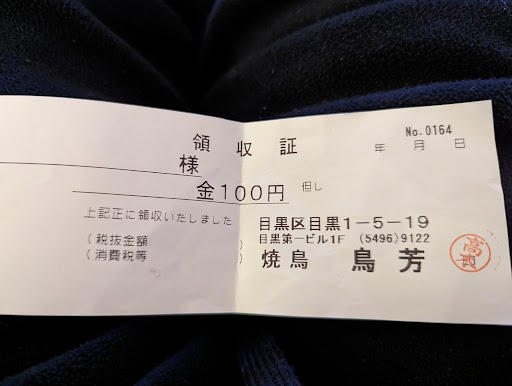 領収証
No.0164
年 月 日
様
金100円 但し
上記正に領収いたしました
(税抜金額 )
(消費税等 )
目黒区目黒1-5-19
目黒第一ビル1F (5496)9122
焼鳥 鳥芳
高賀